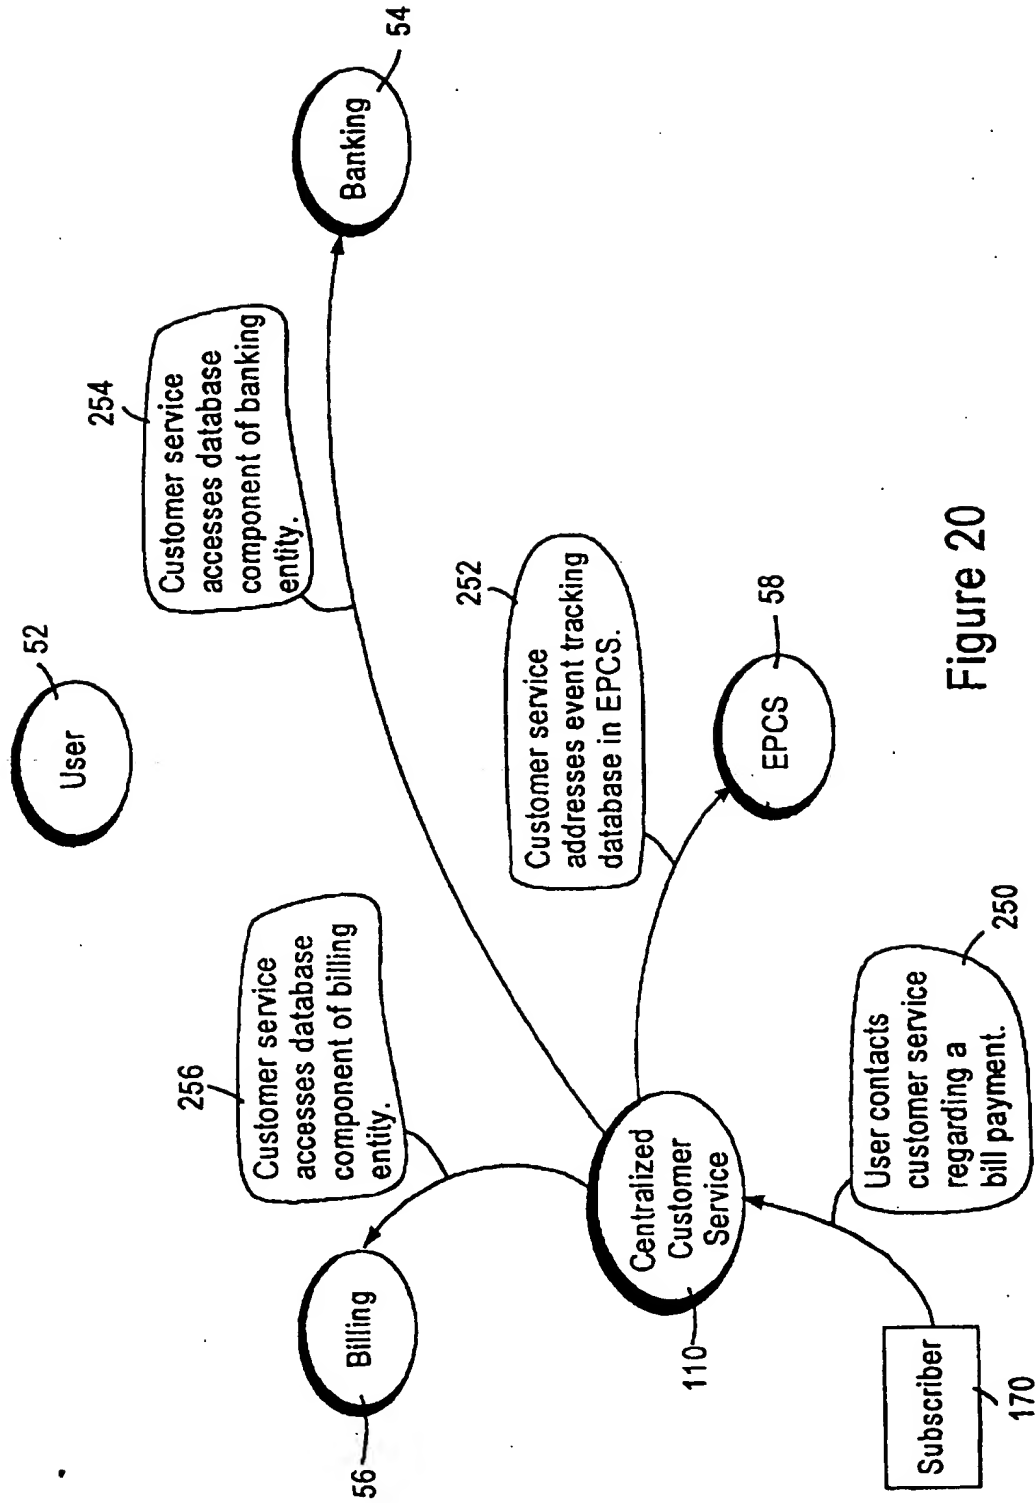 52
User
254
Customer service
accesses database
component of banking
entity.
54
Banking
256
Customer service
accesses database
component of billing
entity.
56
Billing
252
Customer service
addresses event tracking
database in EPCS.
Centralized
Customer
Service
110
58
EPCS
250
User contacts
customer service
regarding a
bill payment.
Subscriber
170
Figure 20